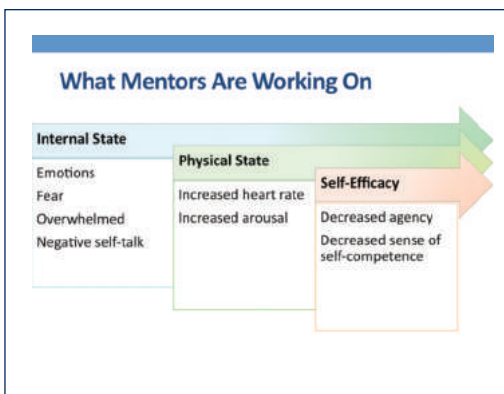 What Mentors Are Working On
Internal State
Emotions
Fear
Overwhelmed
Negative self-talk
Physical State
Increased heart rate
Increased arousal
Self-Efficacy
Decreased agency
Decreased sense of
self-competence